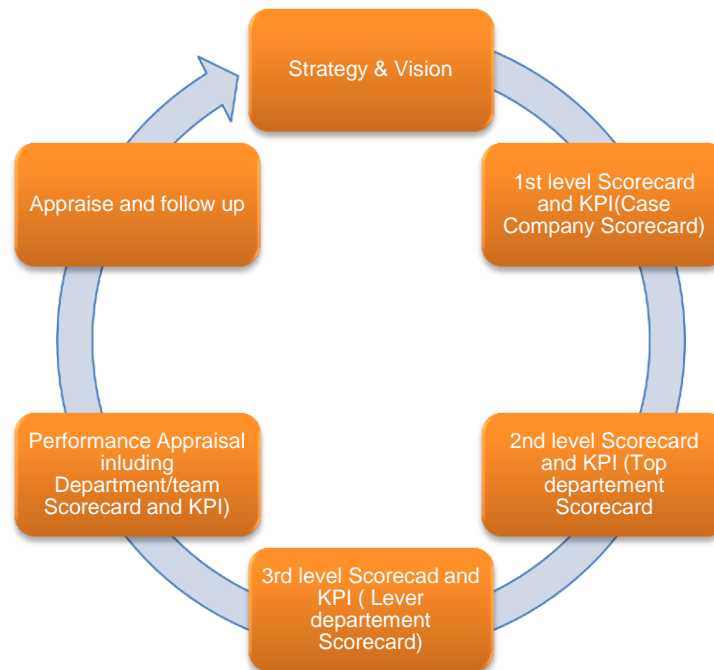 Strategy & Vision
1st level Scorecard
and KPI(Case
Company Scorecard)
2nd level Scorecard
and KPI (Top
departement
Scorecard
3rd level Scorecad and
KPI ( Lever
departement
Scorecard)
Performance Appraisal
inluding
Department/team
Scorecard and KPI)
Appraise and follow up